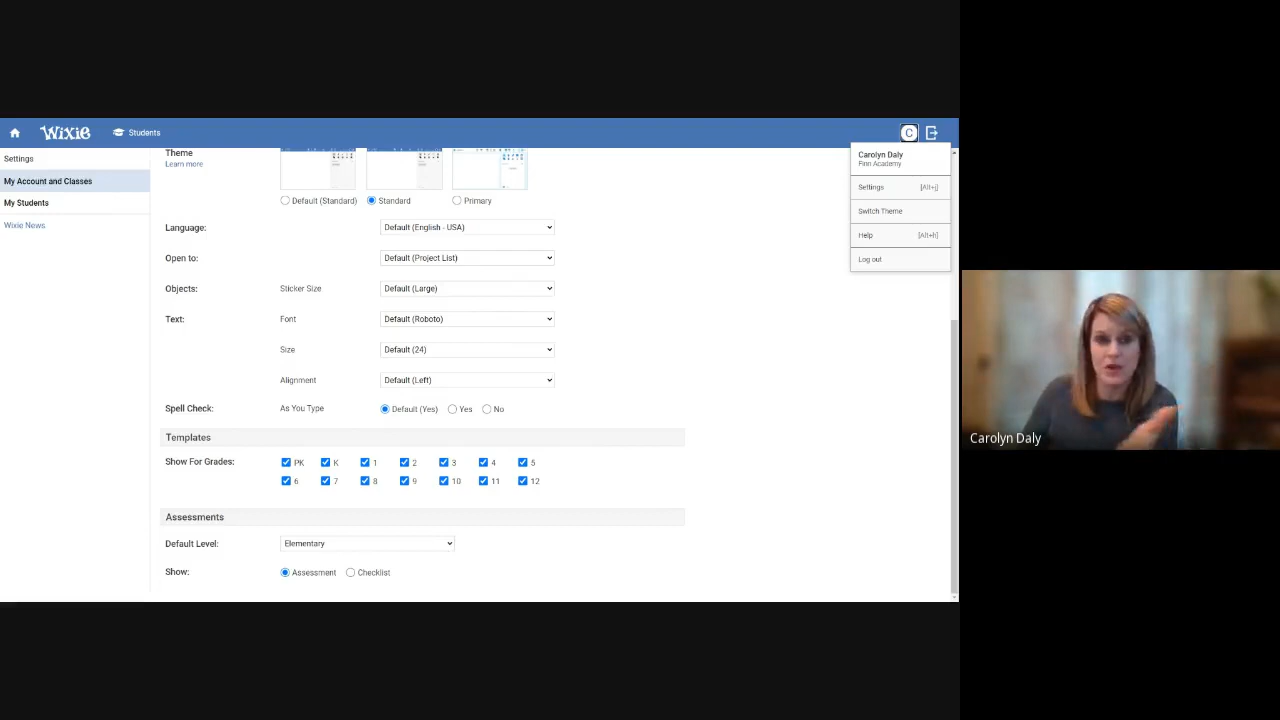 Wixie
Students
C
Settings
My Account and Classes
My Students
Wixie News
Theme
Learn more
Default (Standard)
Standard
Primary
Language:
Default (English - USA)
Open to:
Default (Project List)
Objects:
Sticker Size
Default (Large)
Text:
Font
Default (Roboto)
Size
Default (24)
Alignment
Default (Left)
Spell Check:
As You Type
Default (Yes)
Yes
No
Templates
Show For Grades:
PK K 1 2 3 4 5
6 7 8 9 10 11 12
Assessments
Default Level:
Elementary
Show:
Assessment
Checklist
Carolyn Daly
Finn Academy
Settings [Alt+j]
Switch Theme
Help [Alt+h]
Log out
Carolyn Daly